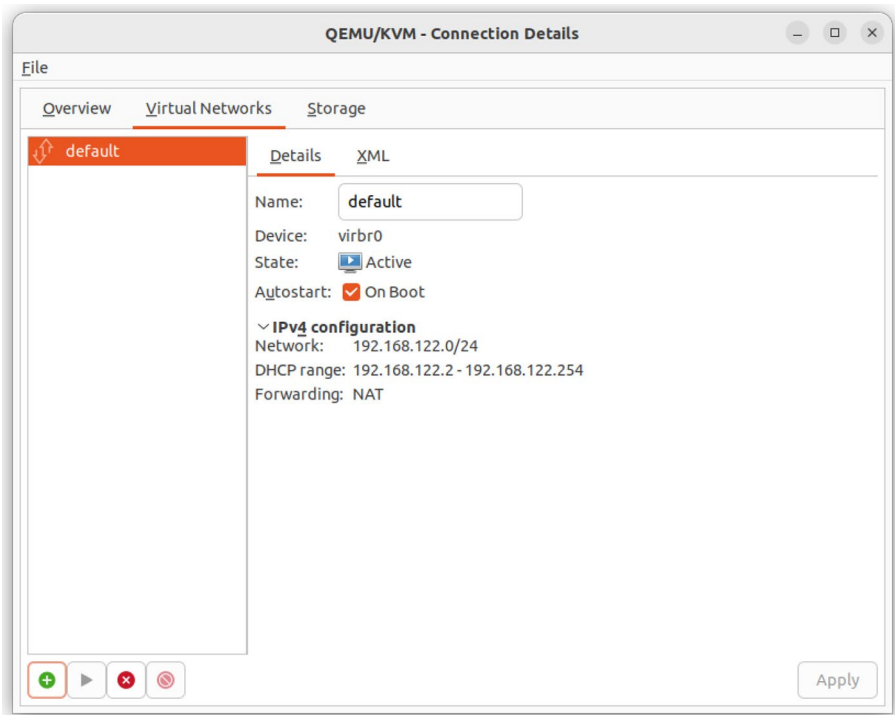 QEMU/KVM - Connection Details
File
Overview Virtual Networks Storage
default
Details XML
Name: default
Device: virbr0
State: Active
Autostart: On Boot
IPv4 configuration
Network: 192.168.122.0/24
DHCP range: 192.168.122.2 - 192.168.122.254
Forwarding: NAT
Apply